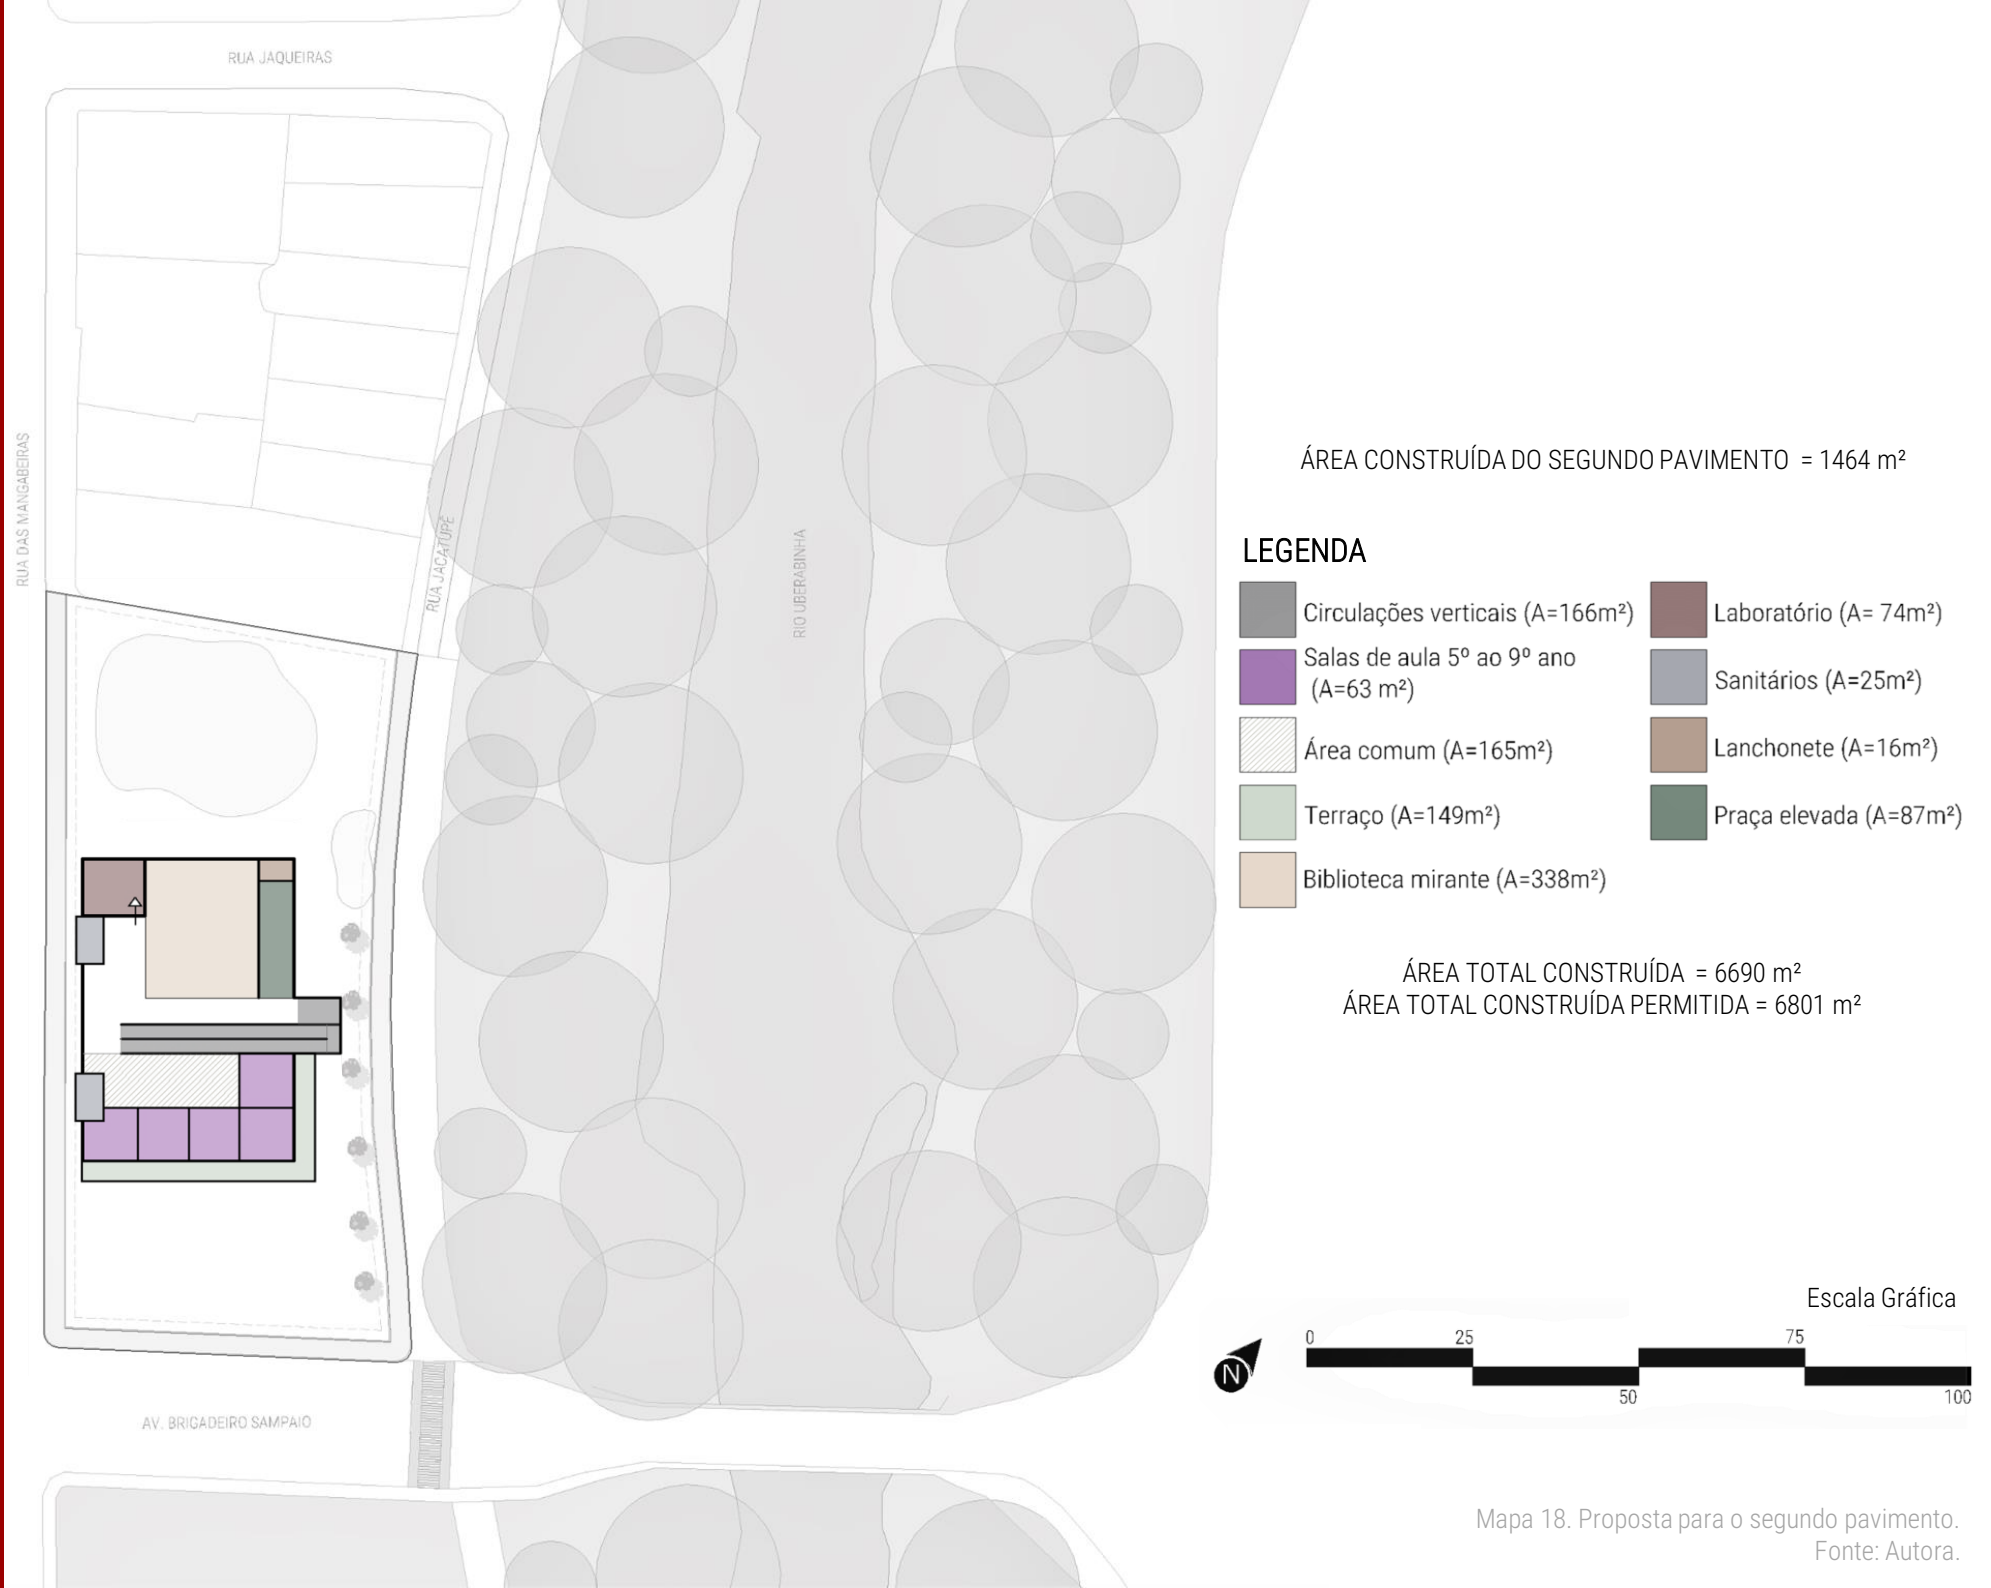 RUA JAQUEIRAS
RUA DAS MANGABEIRAS
RUA JACATUPÉ
RIO UBERABINHA
AV. BRIGADEIRO SAMPAIO
ÁREA CONSTRUÍDA DO SEGUNDO PAVIMENTO = 1464 m²
LEGENDA
Circulações verticais (A=166m²)
Salas de aula 5º ao 9º ano
(A=63 m²)
Área comum (A=165m²)
Terraço (A=149m²)
Biblioteca mirante (A=338m²)
Laboratório (A= 74m²)
Sanitários (A=25m²)
Lanchonete (A=16m²)
Praça elevada (A=87m²)
ÁREA TOTAL CONSTRUÍDA = 6690 m²
ÁREA TOTAL CONSTRUÍDA PERMITIDA = 6801 m²
Escala Gráfica
0 25 75
50 100
N
Mapa 18. Proposta para o segundo pavimento.
Fonte: Autora.